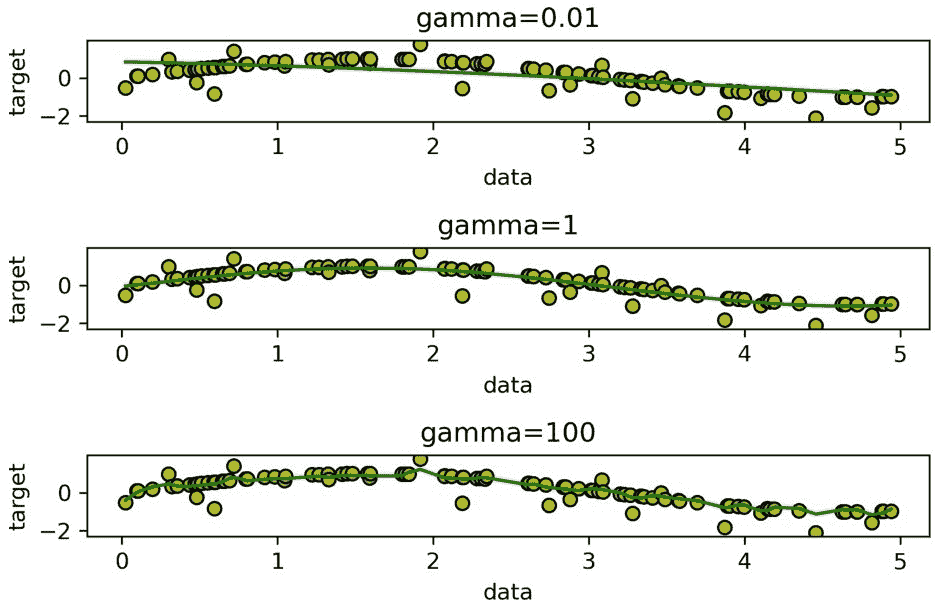 gamma=0.01
target
0
−2
0 1 2 3 4 5
data
gamma=1
target
0
−2
0 1 2 3 4 5
data
gamma=100
target
0
−2
0 1 2 3 4 5
data